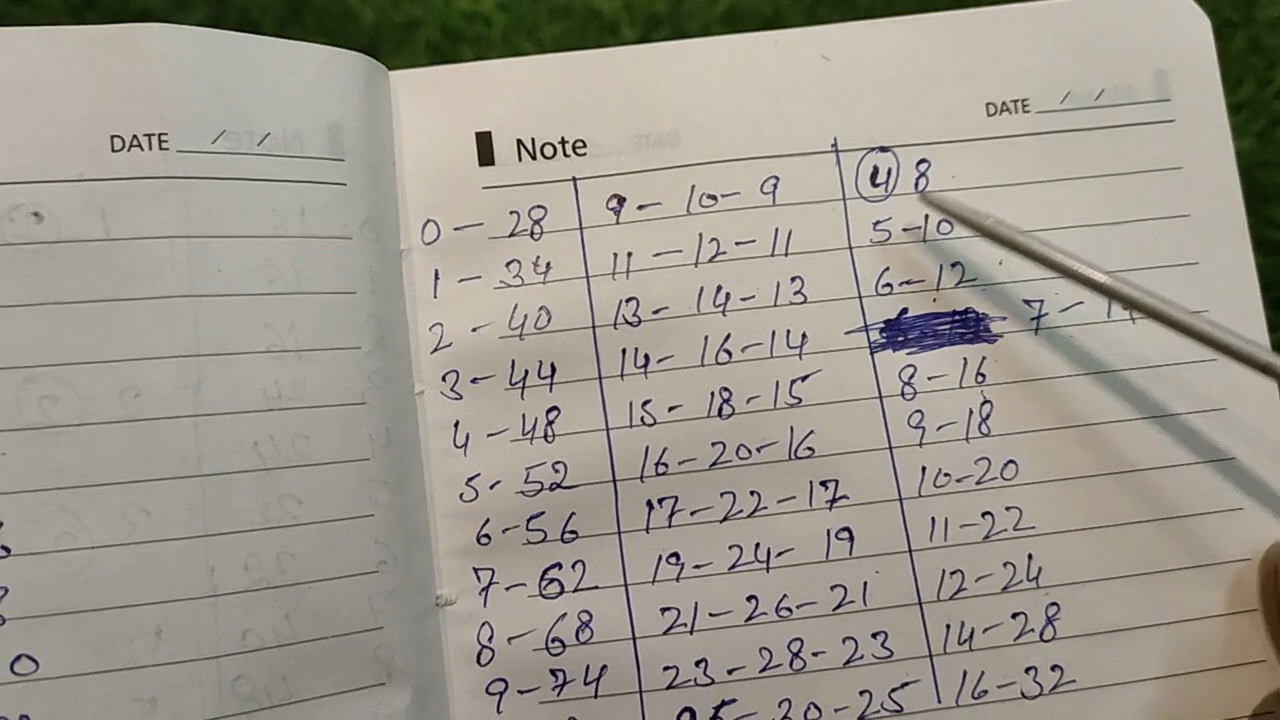 DATE / /
Note DATE / /
0 - 28 9 - 10 - 9 4 8
1 - 34 11 - 12 - 11 5 - 10
2 - 40 13 - 14 - 13 6 - 12
3 - 44 14 - 16 - 14 7 -
4 - 48 15 - 18 - 15 8 - 16
5 - 52 16 - 20 - 16 9 - 18
6 - 56 17 - 22 - 17 10 - 20
7 - 62 19 - 24 - 19 11 - 22
8 - 68 21 - 26 - 21 12 - 24
9 - 74 23 - 28 - 23 14 - 28
25 - 30 - 25 16 - 32